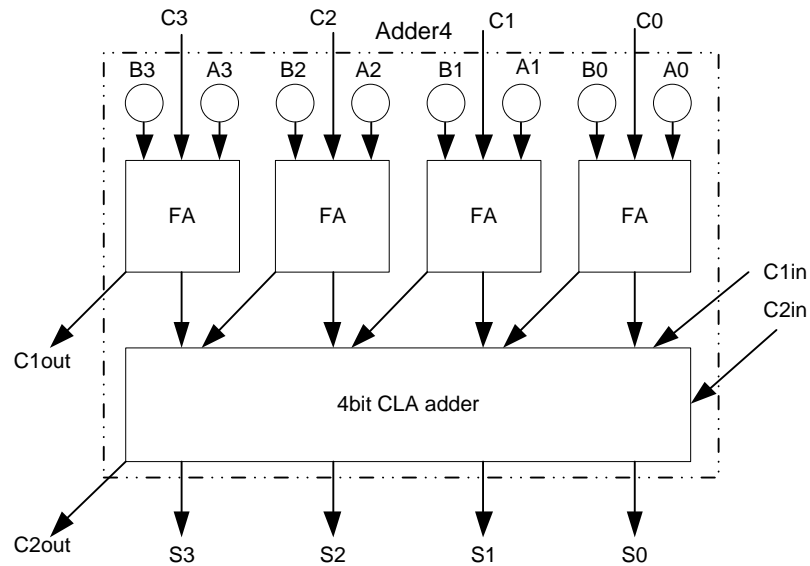 C3 C2 C1 C0
Adder4
B3 A3 B2 A2 B1 A1 B0 A0
FA FA FA FA
C1in
C2in
C1out
4bit CLA adder
C2out
S3 S2 S1 S0